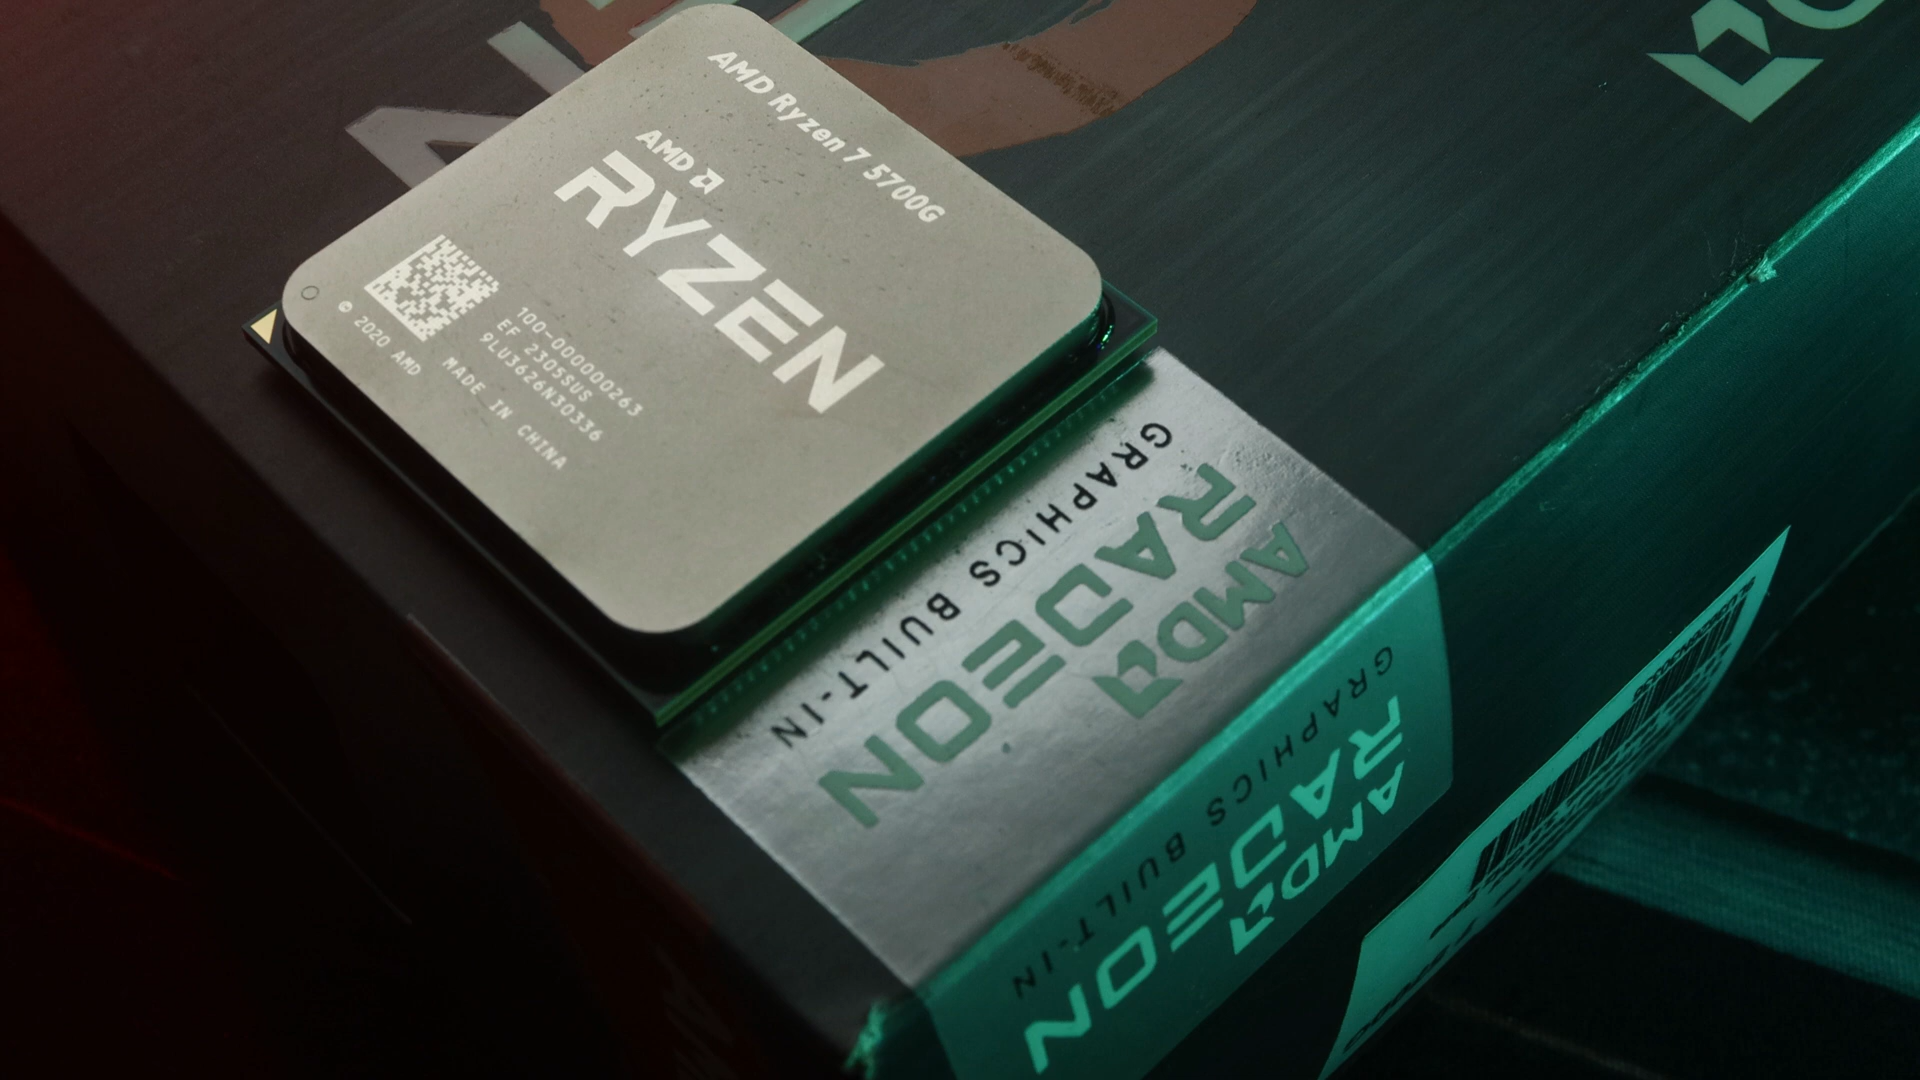 AMD Ryzen 7 5700G
AMD
RYZEN
100-000000263
EF 2305SUS
9LU3626N30336
© 2020 AMD
MADE IN CHINA
AMD
RADEON
GRAPHICS BUILT-IN
AMD
RADEON
GRAPHICS BUILT-IN